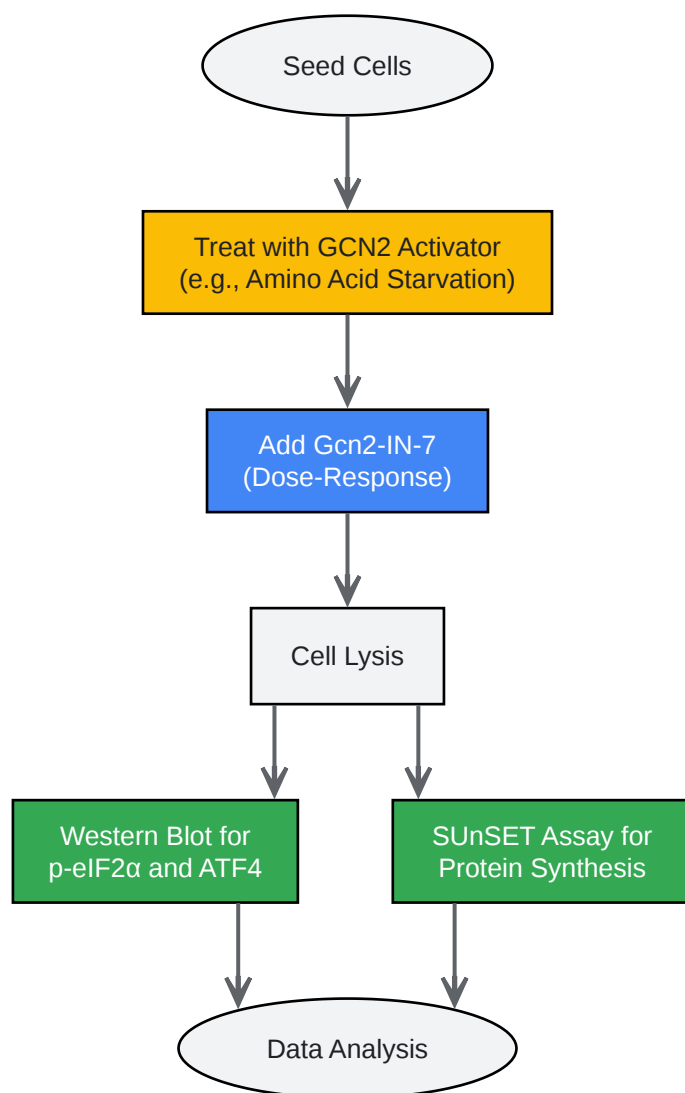 Seed Cells
Treat with GCN2 Activator
(e.g., Amino Acid Starvation)
Add Gcn2-IN-7
(Dose-Response)
Cell Lysis
Western Blot for
p-eIF2α and ATF4
SUnSET Assay for
Protein Synthesis
Data Analysis